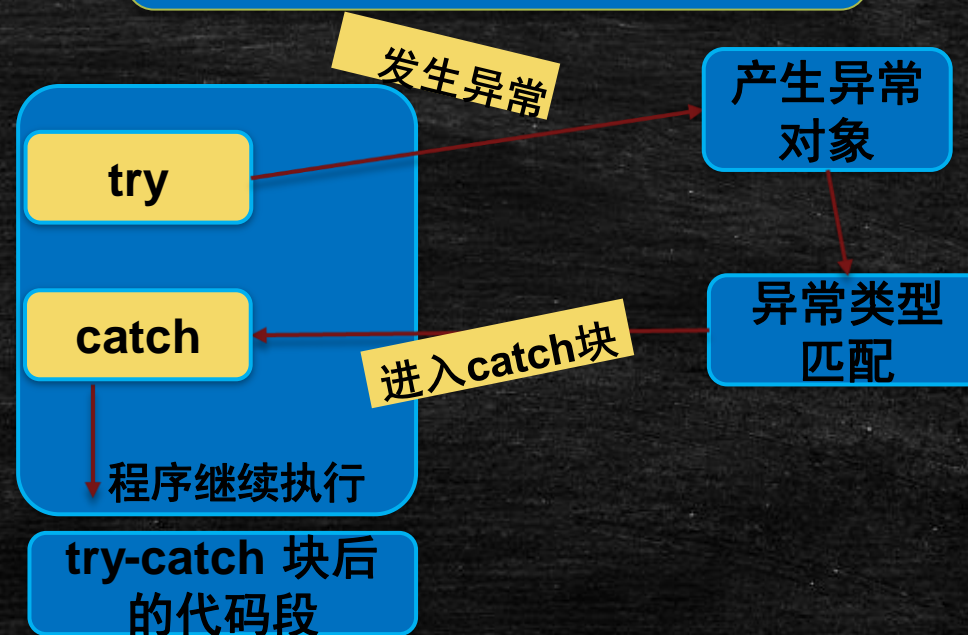 发生异常
产生异常
对象
try
异常类型
匹配
catch
进入catch块
程序继续执行
try-catch 块后
的代码段